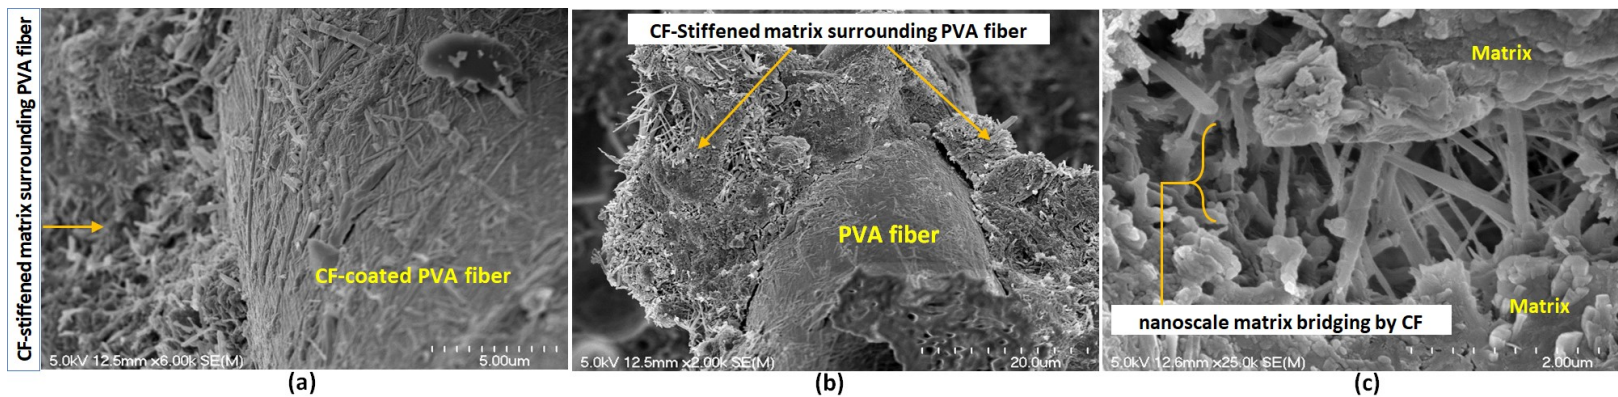 CF-stiffened matrix surrounding PVA fiber
CF-coated PVA fiber
5.0kV 12.5mm x6.00k SE(M)
5.00um
(a)
CF-Stiffened matrix surrounding PVA fiber
PVA fiber
5.0kV 12.5mm x2.00k SE(M)
20.0um
(b)
Matrix
Matrix
nanoscale matrix bridging by CF
5.0kV 12.6mm x25.0k SE(M)
2.00um
(c)